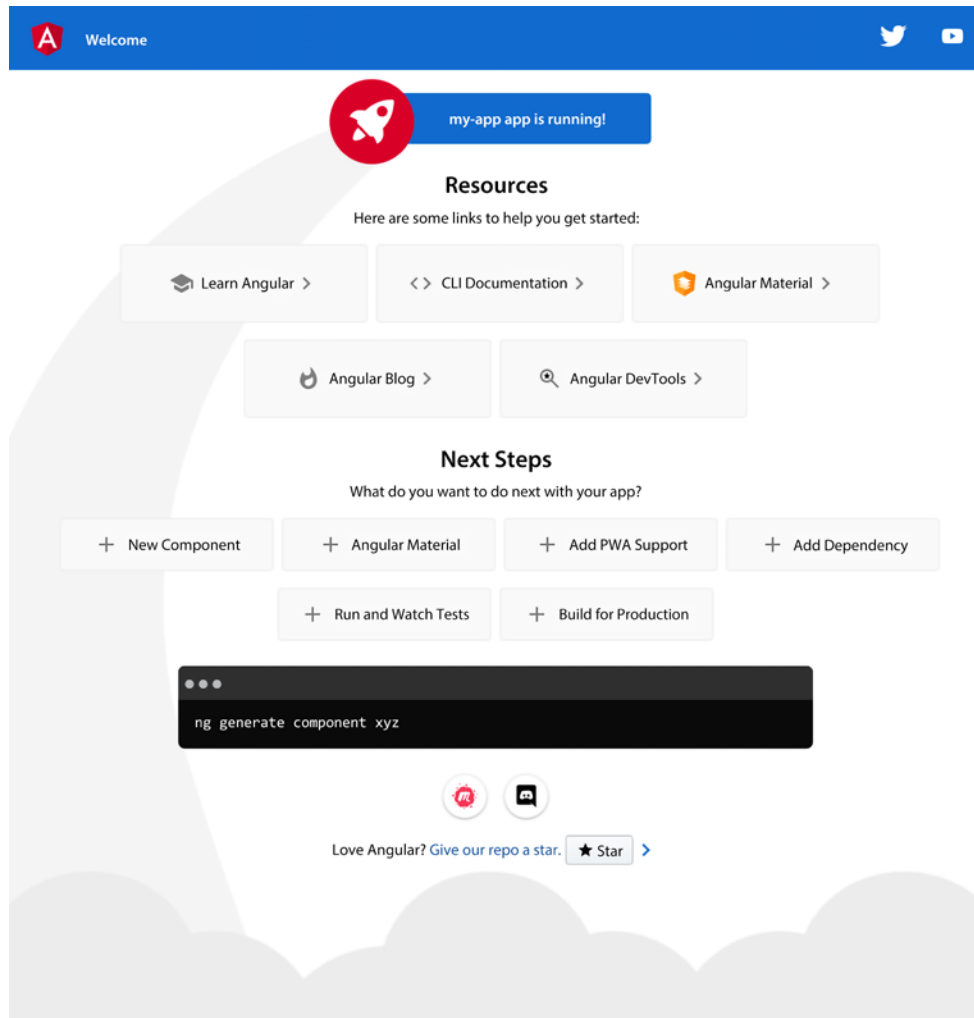 Welcome
my-app app is running!
Resources
Here are some links to help you get started:
Learn Angular
CLI Documentation
Angular Material
Angular Blog
Angular DevTools
Next Steps
What do you want to do next with your app?
New Component
Angular Material
Add PWA Support
Add Dependency
Run and Watch Tests
Build for Production
ng generate component xyz
Love Angular? Give our repo a star. Star